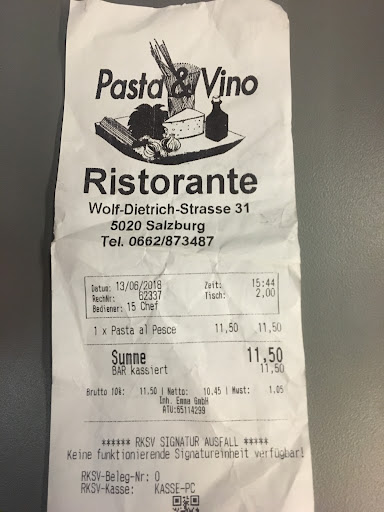 Pasta & Vino
Ristorante
Wolf-Dietrich-Strasse 31
5020 Salzburg
Tel. 0662/873487
Datum: 13/06/2018 Zeit: 15:44
RechNr: 62337 Tisch: 2,00
Bediener: 15 Chef
1 x Pasta al Pesce 11,50 11,50
Summe 11,50
BAR kassiert 11,50
Brutto 10%: 11.50 | Netto: 10.45 | Mwst: 1.05
Inh. Emma GmbH
ATU:65114299
****** RKSV SIGNATUR AUSFALL *****
Keine funktionierende Signatureinheit verfügbar!
RKSV-Beleg-Nr: 0
RKSV-Kasse: KASSE-PC